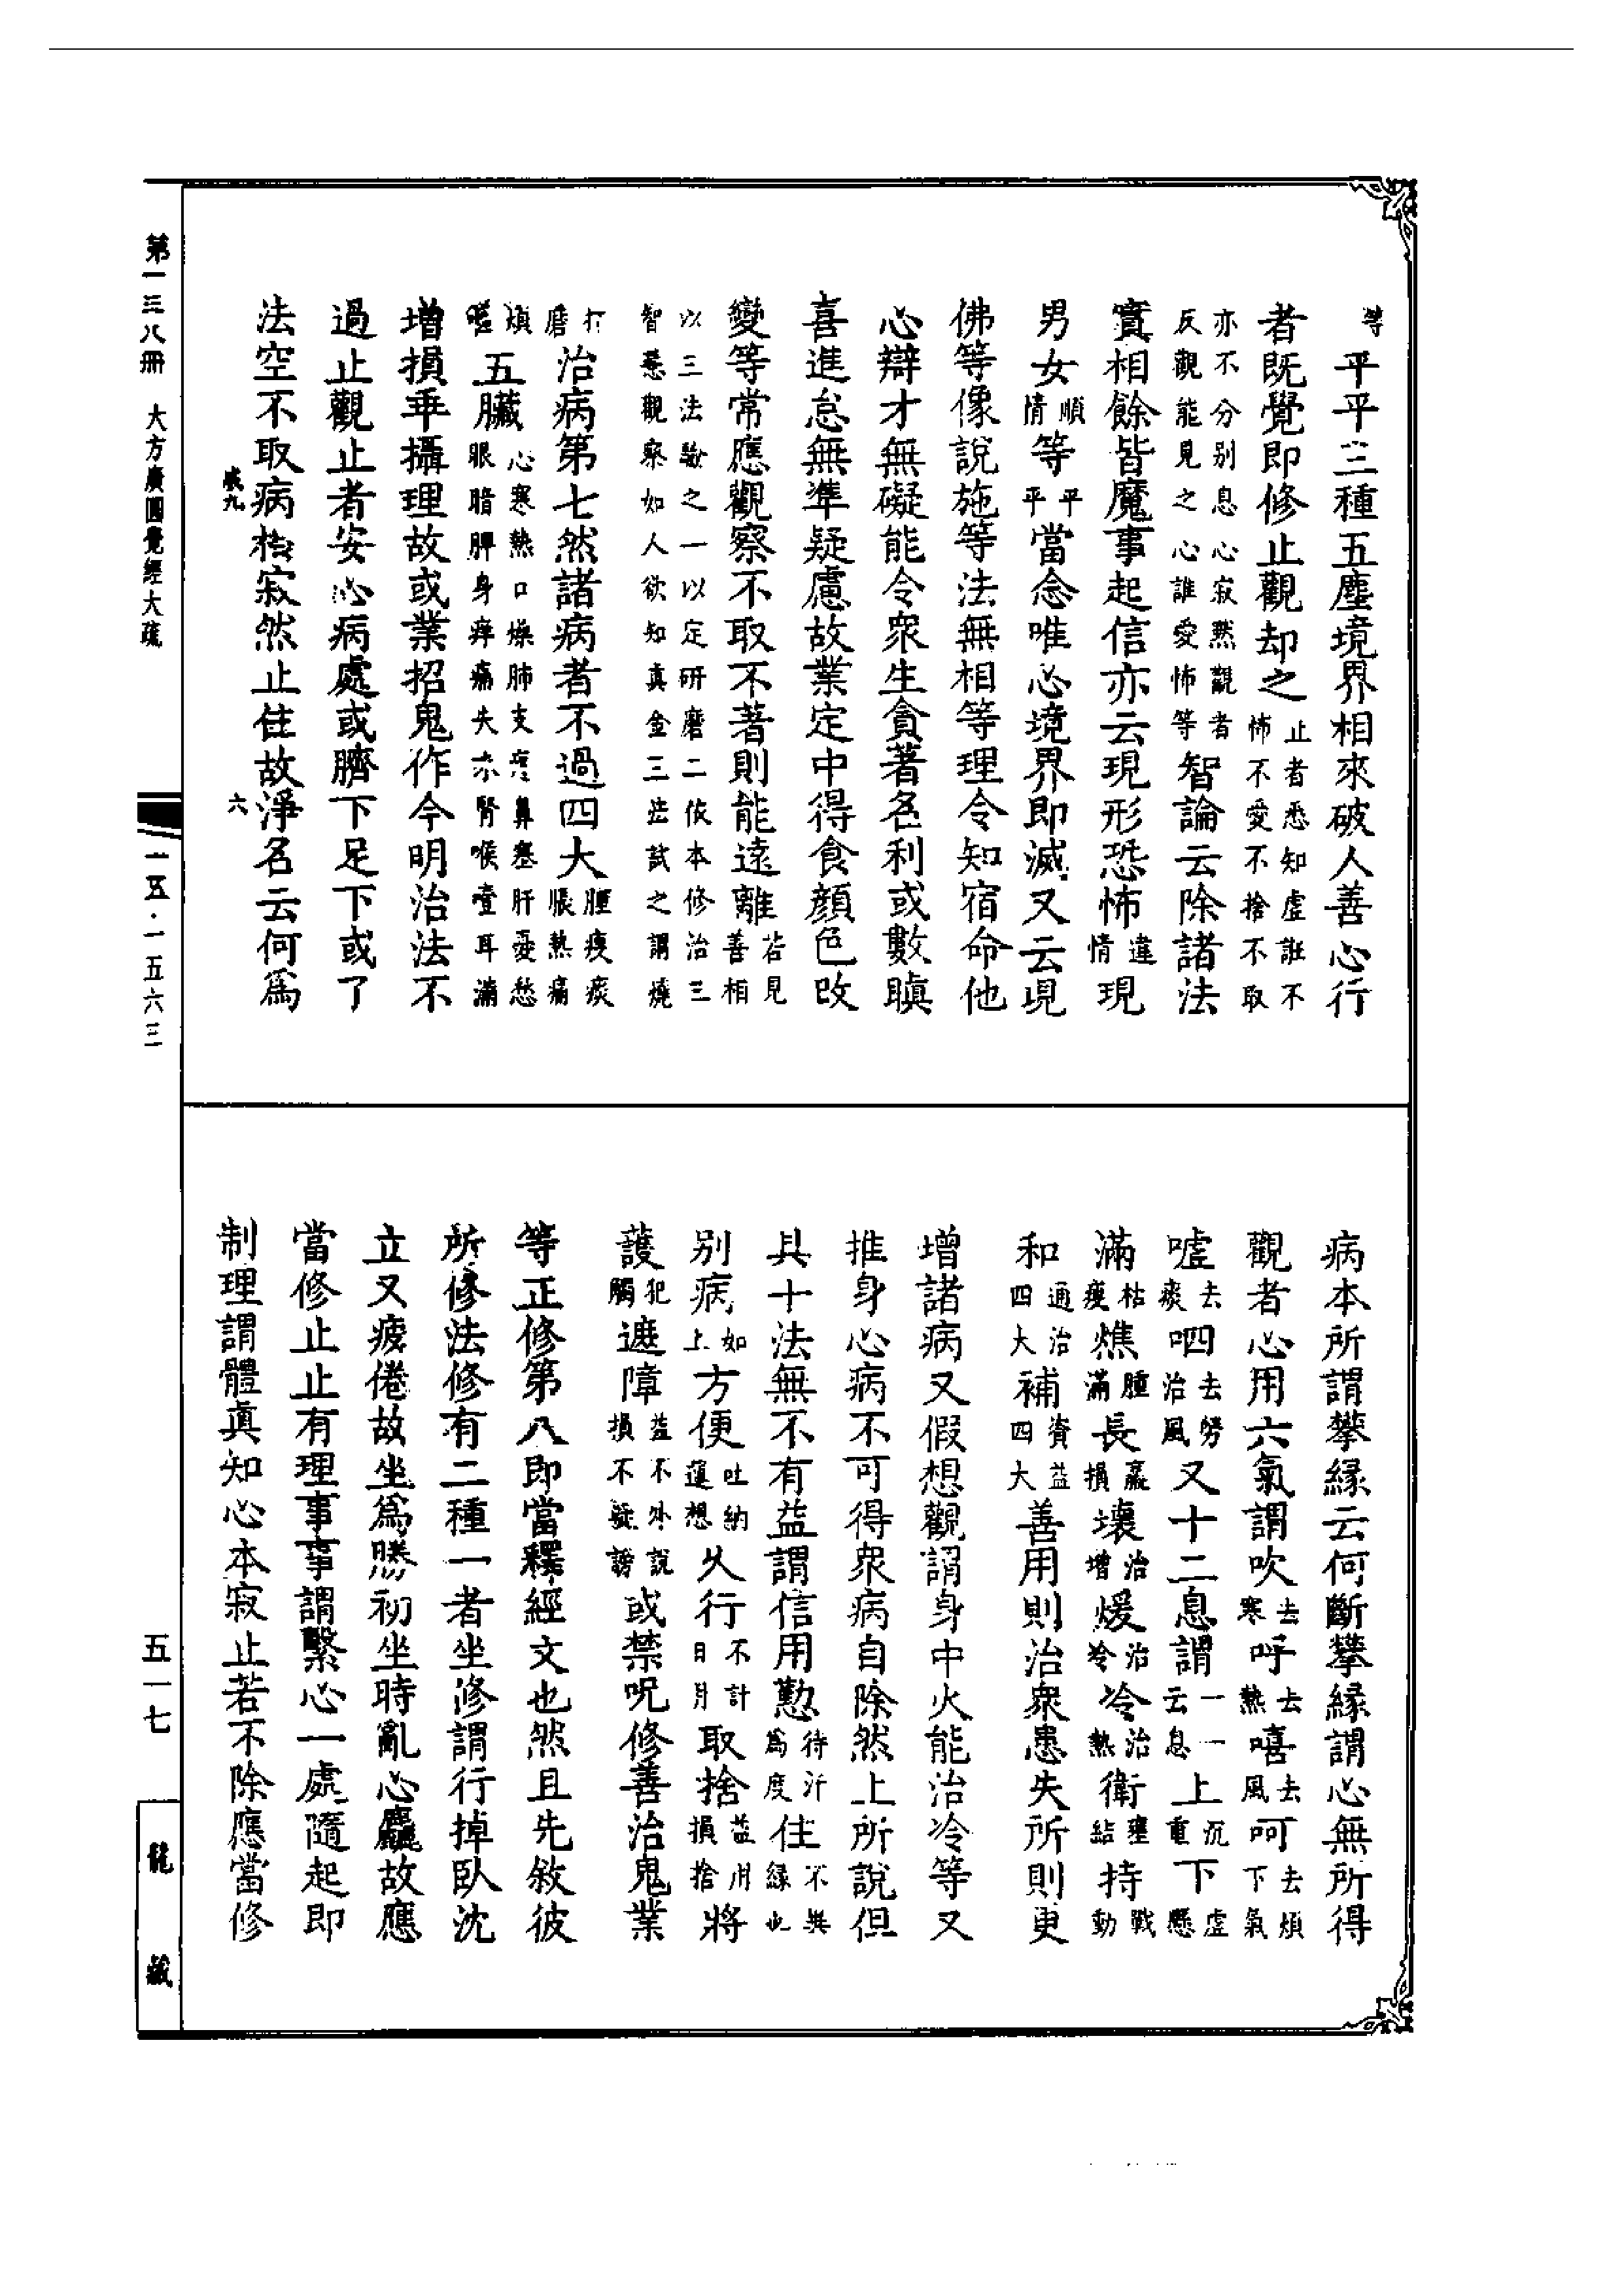 等平平三種五塵境界相來破人善心行
者既覺即修止觀却之止者悉知虛誑不怖不愛不捨不取
亦不分别息心寂黙觀者反觀能見之心誰愛怖等智論云除諸法
實相餘皆魔事起信亦云現形恐怖違情現
男女順情等平平當念唯心境界即滅又云現
佛等像說施等法無相等理令知宿命他
心辯才無礙能令衆生貪著名利或數瞋
喜進怠無準疑慮故業定中得食顔色改
變等常應觀察不取不著則能遠離若見善相
以三法驗之一以定研磨二依本修治三智慧觀察如人欲知真金三法試之謂燒
打磨治病第七然諸病者不過四大腫痩痰脹熱痛
煩嗌五臟心寒熱口燥肺支滿鼻塞肝憂愁眼暗脾身痒痛失亦腎喉壹耳滿
增損乖攝理故或業招鬼作今明治法不
過止觀止者安心病處或臍下足下或了
法空不取病相寂然止住故淨名云何爲
病本所謂攀緣云何斷攀緣謂心無所得
觀者心用六氣謂吹去寒呼去熱嘻去風呵去煩下氣
噓去痰呬去勞治風又十二息謂一一云息上沉重下虛懸
滿枯痩燋腫滿長羸損壞治增煖治冷冷治熱衛壅結持戰動
和通治四大補資益四大善用則治衆患失所則更
增諸病又假想觀謂身中火能治冷等又
推身心病不可得衆病自除然上所說但
具十法無不有益謂信用勤待汗爲度住不異緣也
别病如上方便吐納運想久行不計日月取捨益用損捨將
護犯觸遮障益不外說損不疑謗或禁呪修善治鬼業
等正修第八即當釋經文也然且先敘彼
所修法修有二種一者坐修謂行掉臥沈
立又疲倦故坐爲勝初坐時亂心麤故應
當修止止有理事事謂繫心一處隨起即
制理謂體眞知心本寂止若不除應當修
第一三八册 大方廣圓覺經大疏
一五·一五六三
五一七
龍藏
九
六